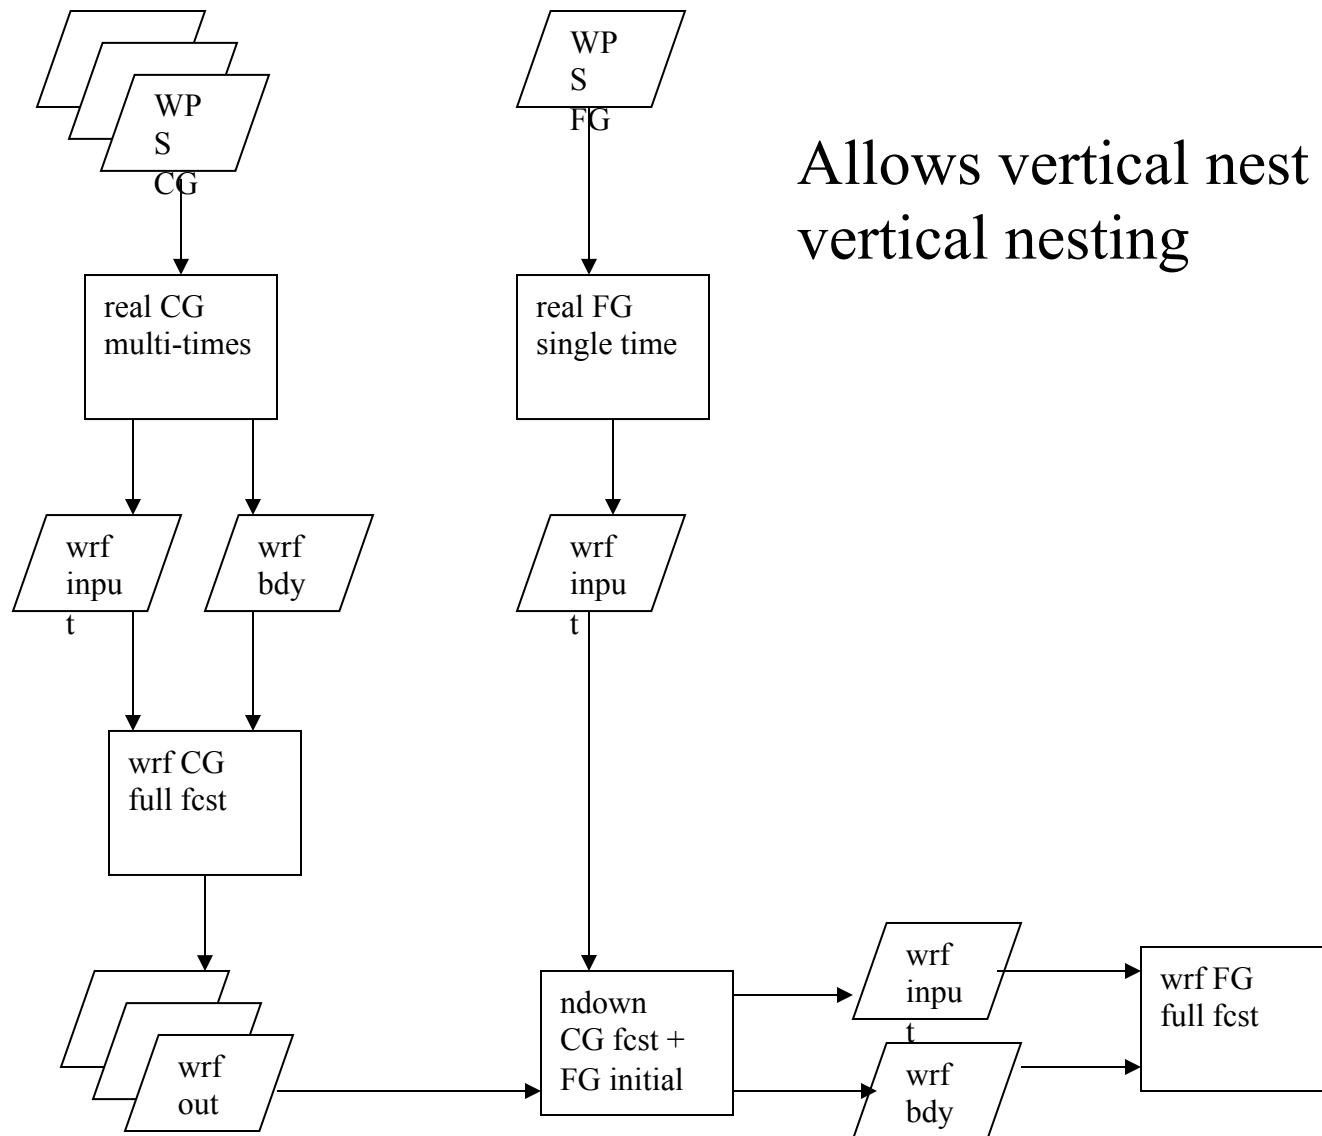 WP
S
CG
WP
S
FG
Allows vertical nest
vertical nesting
real CG
multi-times
real FG
single time
wrf
inpu
t
wrf
bdy
wrf
inpu
t
wrf CG
full fcst
wrf
out
ndown
CG fcst +
FG initial
wrf
inpu
t
wrf
bdy
wrf FG
full fcst